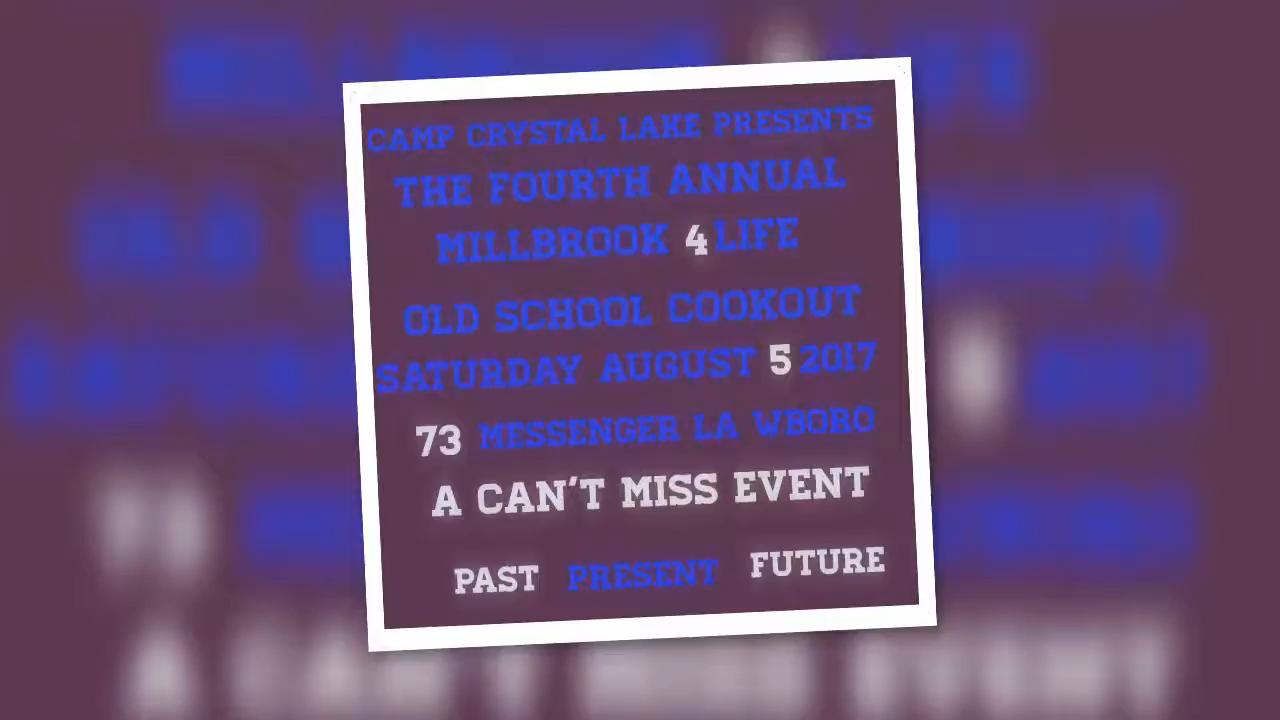 CAMP CRYSTAL LAKE PRESENTS
THE FOURTH ANNUAL
MILLBROOK 4 LIFE
OLD SCHOOL COOKOUT
SATURDAY AUGUST 5 2017
73 MESSENGER LA WBORO
A CAN'T MISS EVENT
PAST PRESENT FUTURE